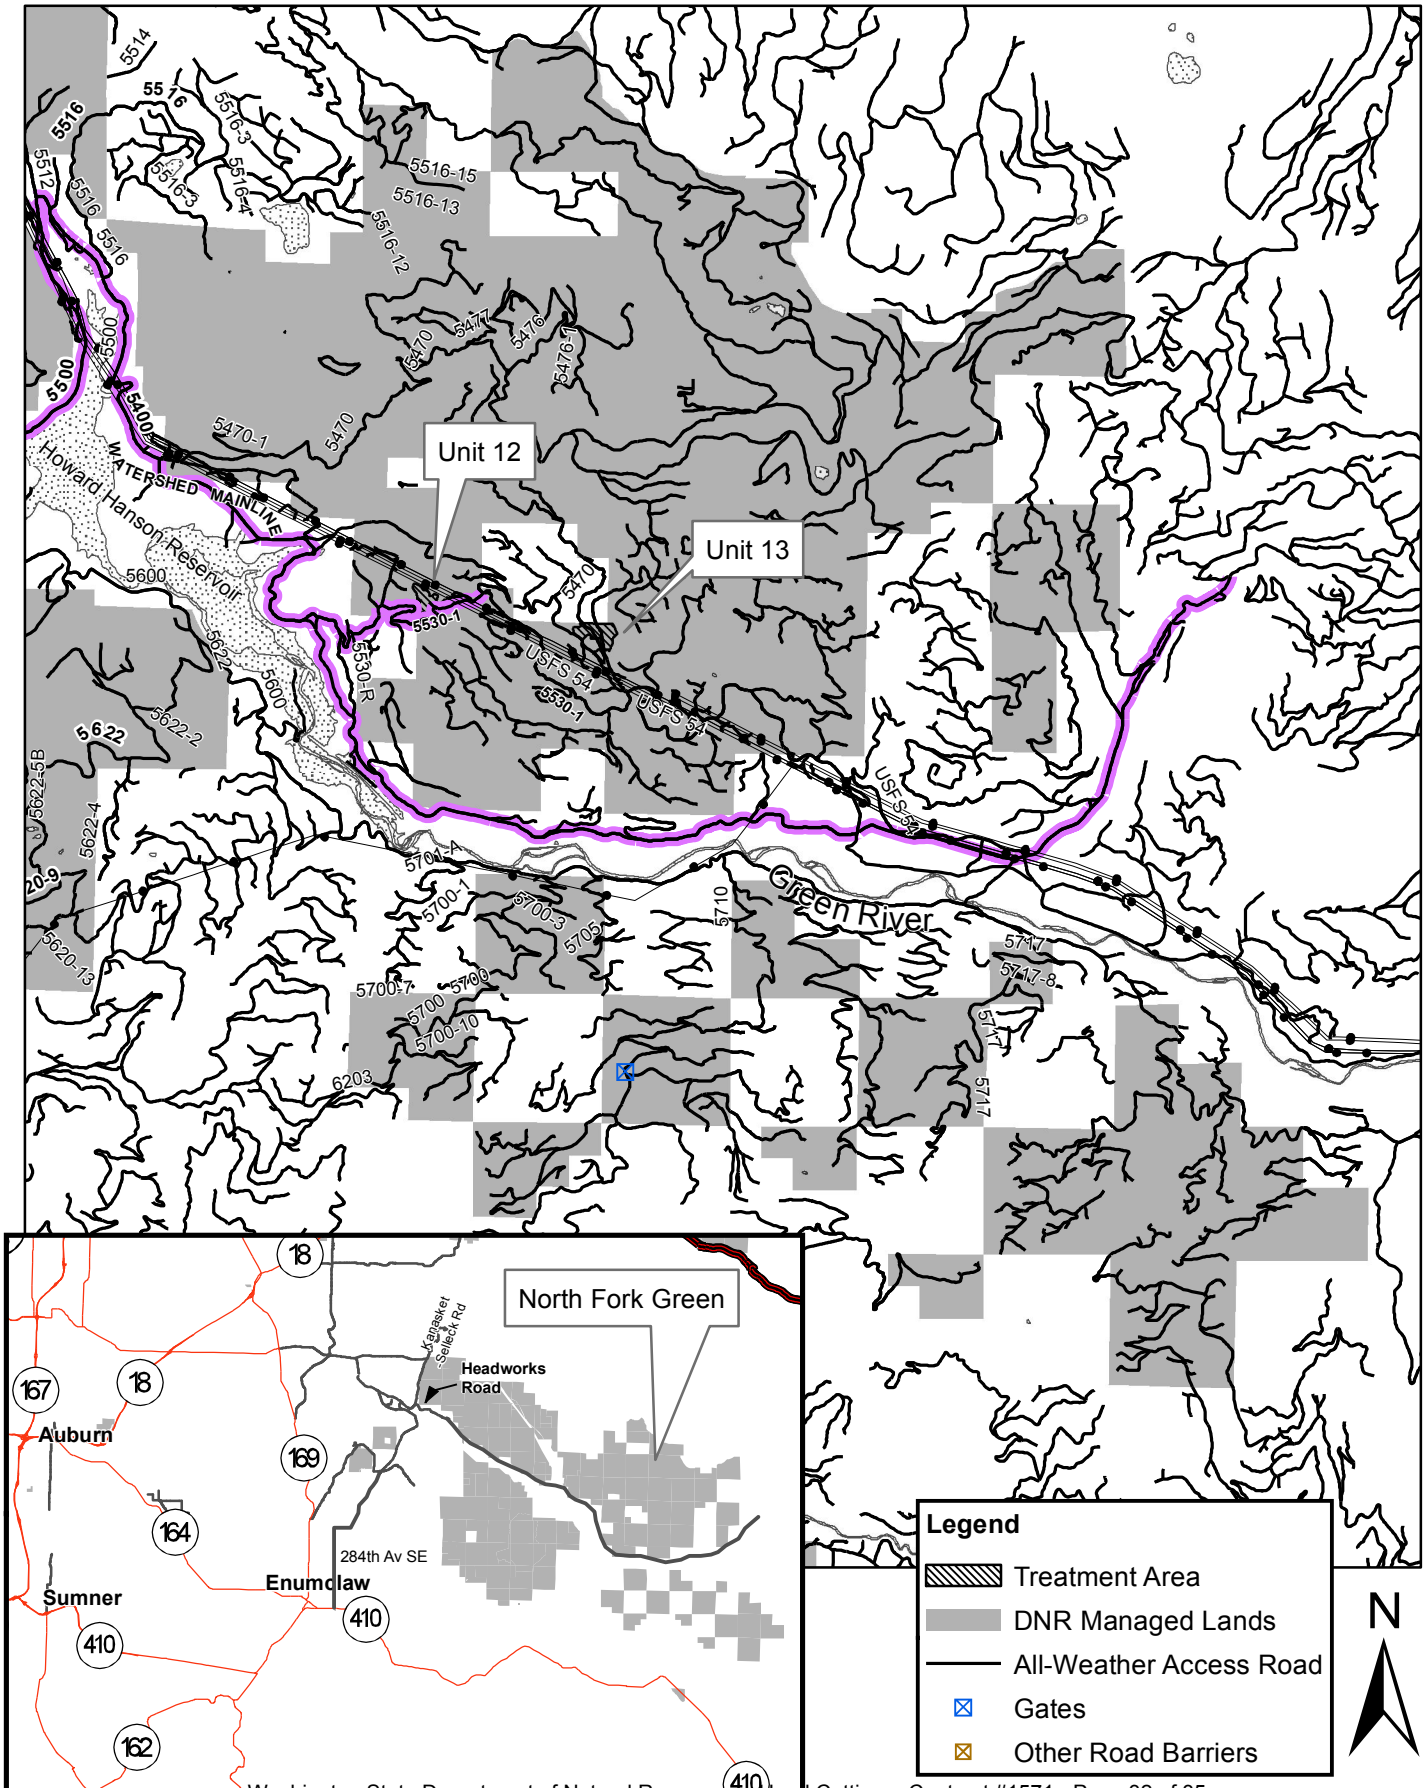 5514
5516
5516
5516-3
5512
5516-3
5516-4
5516-15
5516-13
5516
5516
5516-12
5500
5500
5470
5477
5476
5476-1
5400
5470-1
5470
Unit 12
WATERSHED MAINLINE
Howard Hanson Reservoir
Unit 13
5600
5470
5530-1
5622
5530-R
USFS 54
5600
5530-1
USFS 54
5622-2
5622
5622-5B
5622-4
USFS 54
5701-A
20-9
5700-1
5700-3
5705
5710
Green River
5620-13
5717
5717-8
5700-7
5700
5700
5700-10
5717
6203
5717
18
North Fork Green
Kanasket
-Selleck Rd
Headworks
Road
167
18
Auburn
169
164
284th Av SE
Enumclaw
Sumner
410
410
162
410
Legend
Treatment Area
DNR Managed Lands
All-Weather Access Road
Gates
Other Road Barriers
N